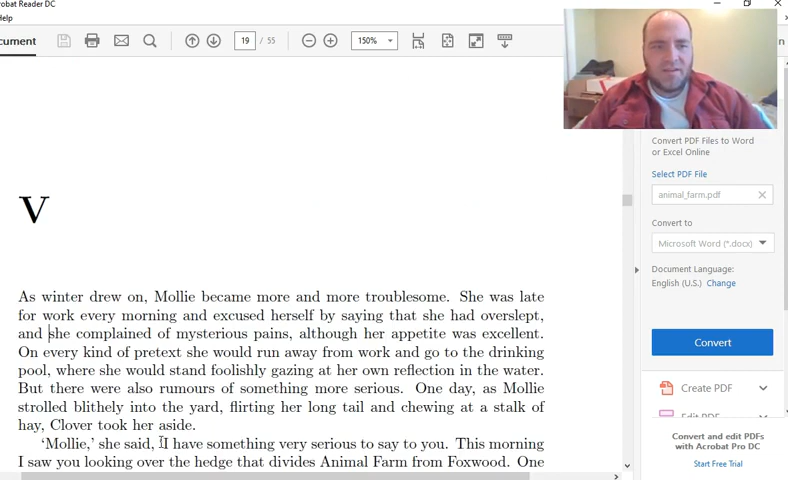 crobat Reader DC
Help
cument
19 / 55
150%
n
V
As winter drew on, Mollie became more and more troublesome. She was late
for work every morning and excused herself by saying that she had overslept,
and she complained of mysterious pains, although her appetite was excellent.
On every kind of pretext she would run away from work and go to the drinking
pool, where she would stand foolishly gazing at her own reflection in the water.
But there were also rumours of something more serious. One day, as Mollie
strolled blithely into the yard, flirting her long tail and chewing at a stalk of
hay, Clover took her aside.
‘Mollie,’ she said, ‘I have something very serious to say to you. This morning
I saw you looking over the hedge that divides Animal Farm from Foxwood. One
Convert PDF Files to Word
or Excel Online
Select PDF File
animal_farm.pdf
Convert to
Microsoft Word (*.docx)
Document Language:
English (U.S.) Change
Convert
Create PDF
Edit PDF
Convert and edit PDFs
with Acrobat Pro DC
Start Free Trial